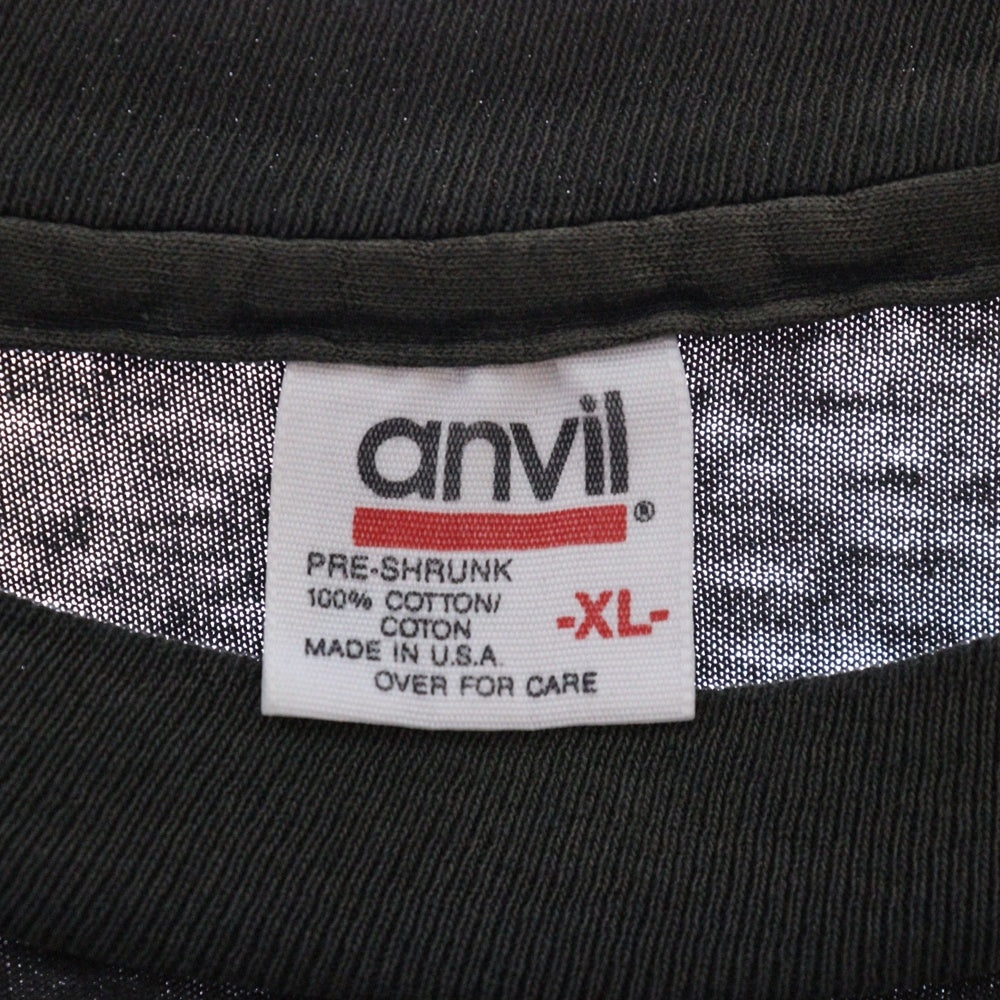 anvil®
PRE-SHRUNK
100% COTTON/
COTON
-XL-
MADE IN U.S.A.
OVER FOR CARE